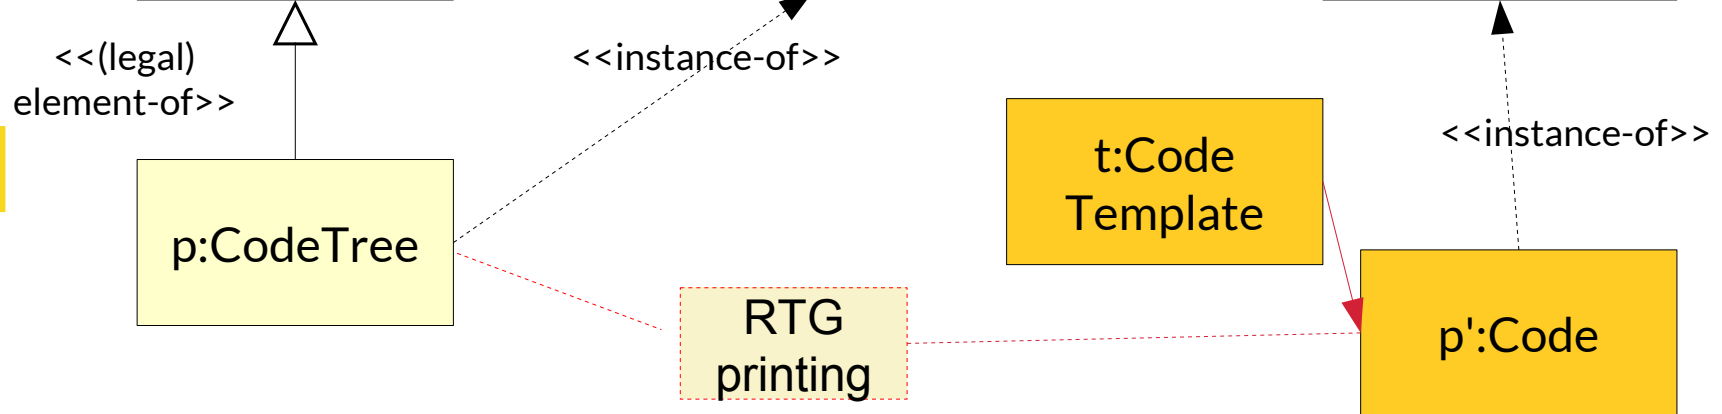 <<(legal)
element-of>>
<<instance-of>>
t:Code
Template
<<instance-of>>
p:CodeTree
RTG
printing
p':Code